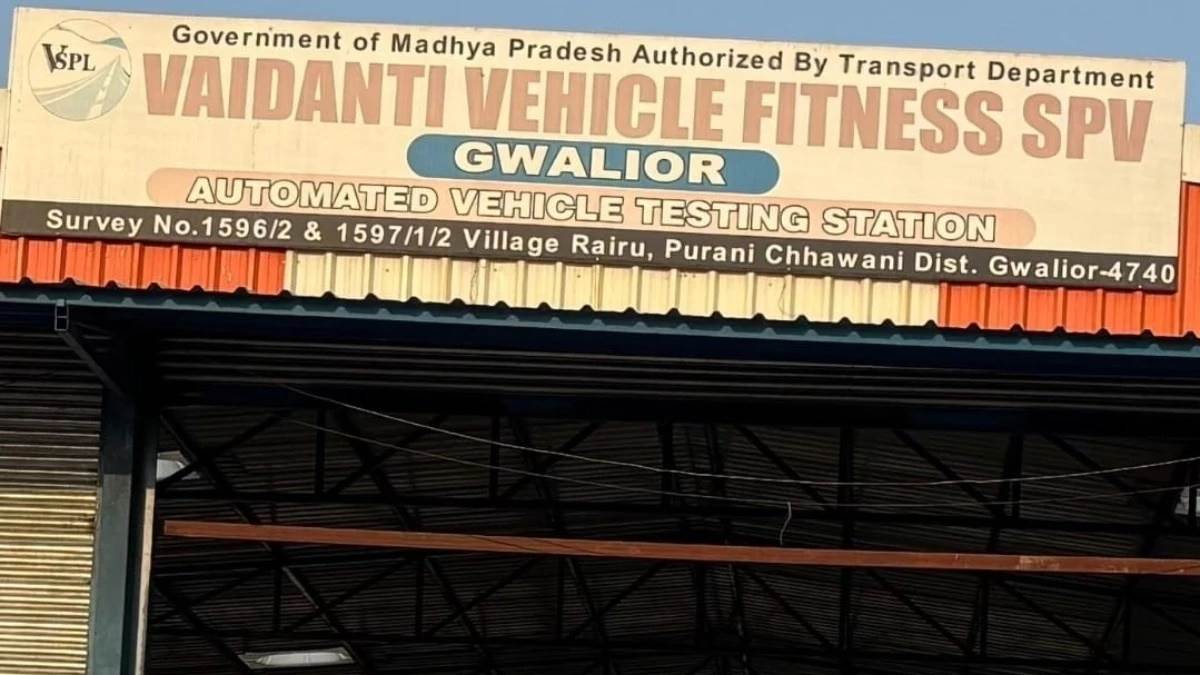 VSPL
Government of Madhya Pradesh Authorized By Transport Department
VAIDANTI VEHICLE FITNESS SPV
GWALIOR
AUTOMATED VEHICLE TESTING STATION
Survey No.1596/2 & 1597/1/2 Village Rairu, Purani Chhawani Dist. Gwalior-4740